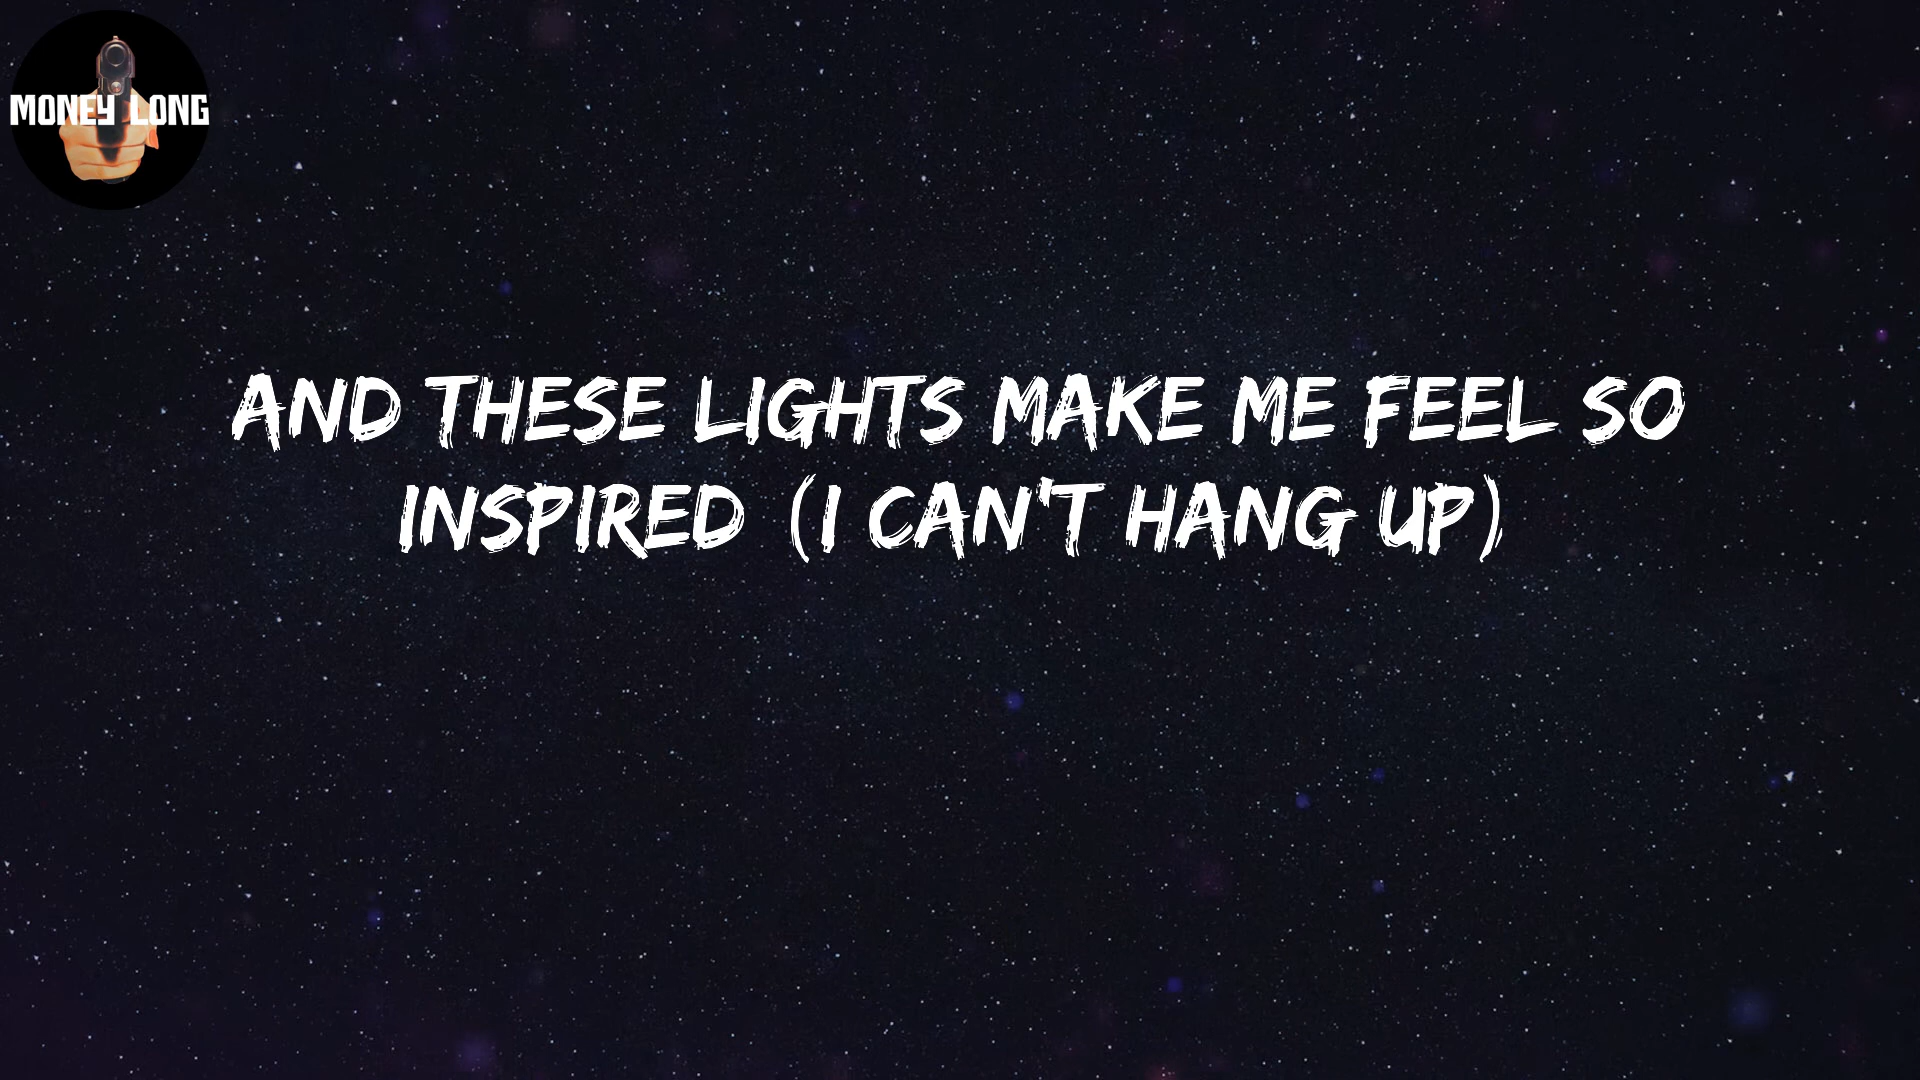 MONEY LONG
AND THESE LIGHTS MAKE ME FEEL SO
INSPIRED (I CAN'T HANG UP)